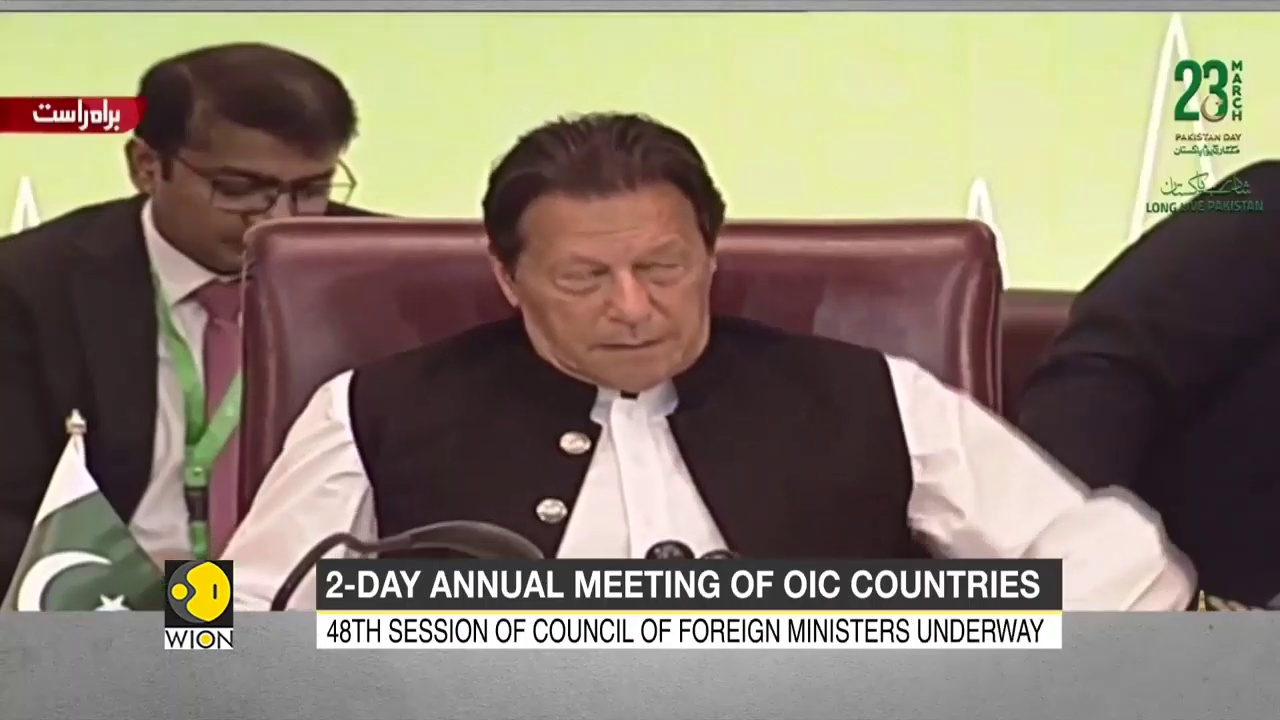 براہ راست
23
MARCH
PAKISTAN DAY
LONG LIVE PAKISTAN
WION
2-DAY ANNUAL MEETING OF OIC COUNTRIES
48TH SESSION OF COUNCIL OF FOREIGN MINISTERS UNDERWAY